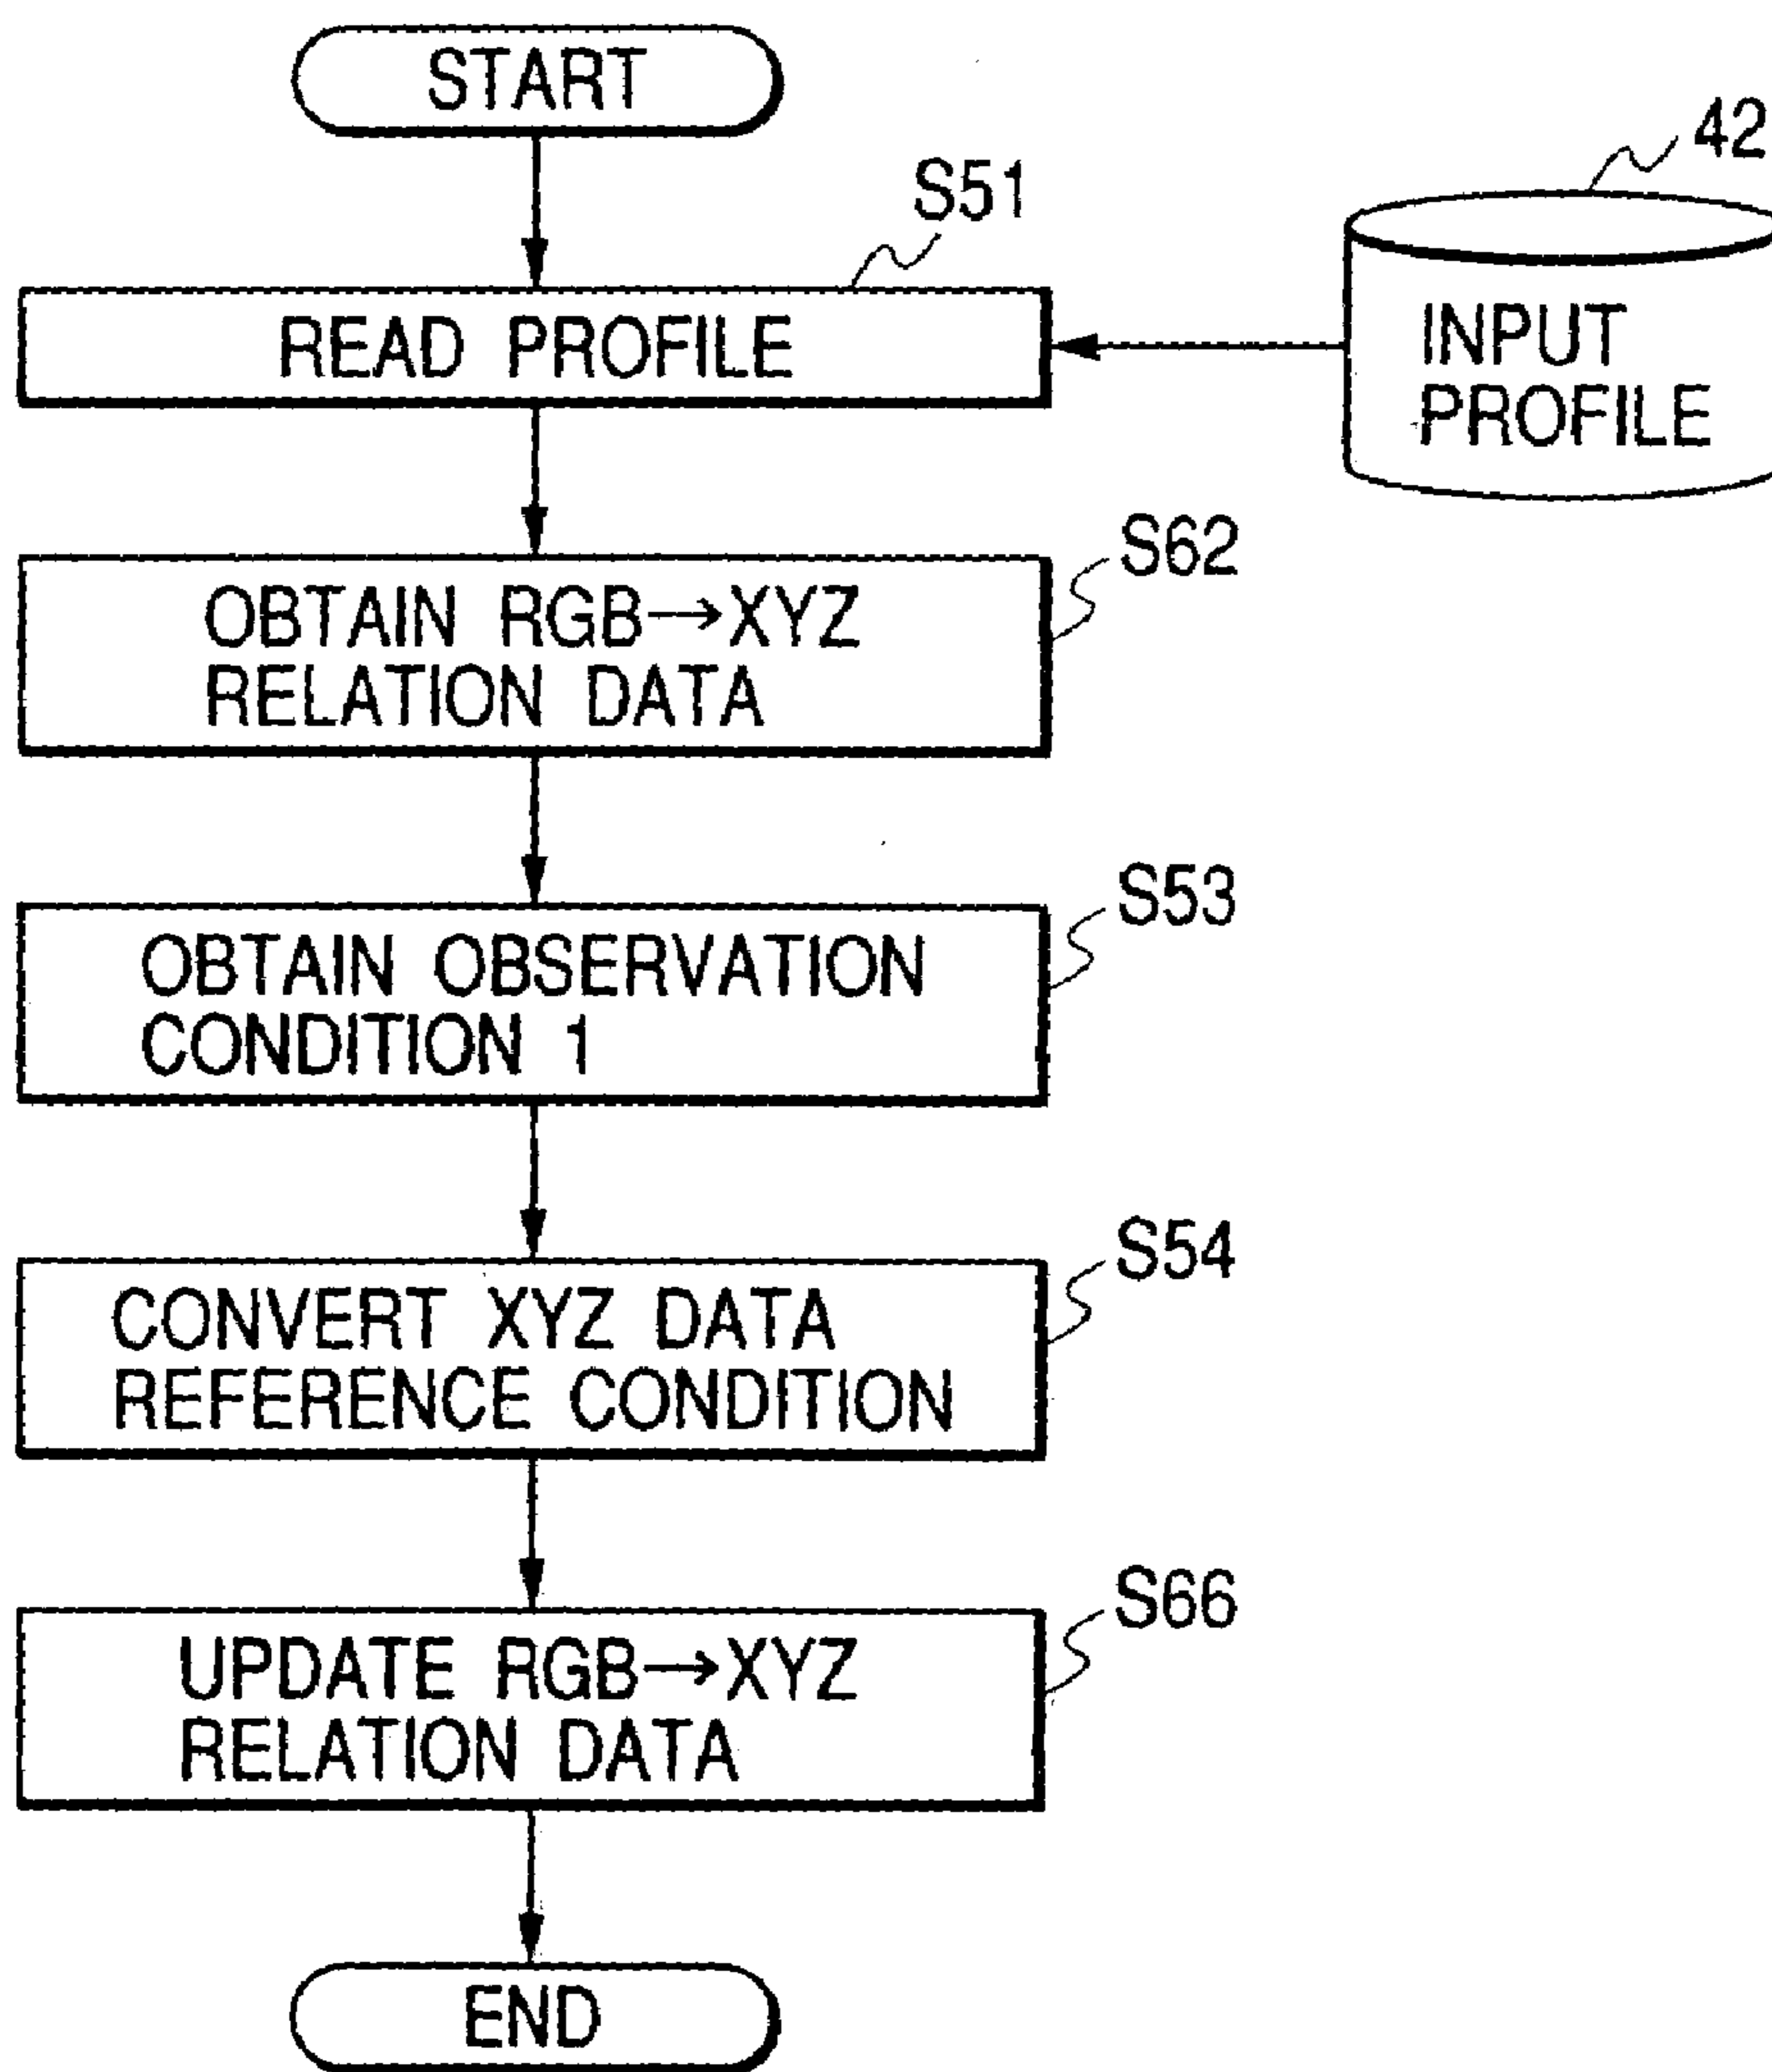 START
42
S51
READ PROFILE
INPUT
PROFILE
S62
OBTAIN RGB→XYZ
RELATION DATA
S53
OBTAIN OBSERVATION
CONDITION 1
S54
CONVERT XYZ DATA
REFERENCE CONDITION
S66
UPDATE RGB→XYZ
RELATION DATA
END